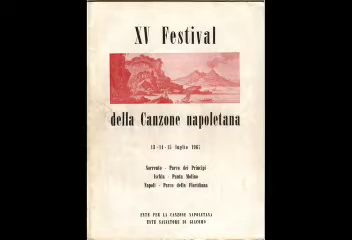 XV Festival
della Canzone napoletana
13 - 14 - 15 luglio 1967
Sorrento - Parco dei Principi
Ischia - Punta Molino
Napoli - Parco della Floridiana
ENTE PER LA CANZONE NAPOLETANA
ENTE SALVATORE DI GIACOMO